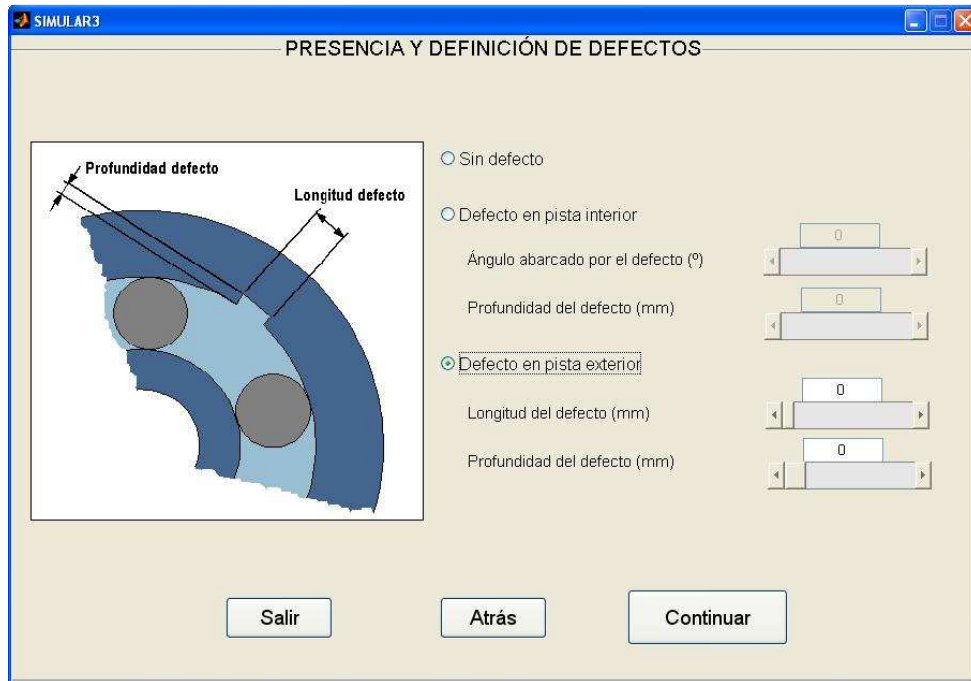 SIMULAR3
PRESENCIA Y DEFINICIÓN DE DEFECTOS
Profundidad defecto
Longitud defecto
Sin defecto
Defecto en pista interior
0
Ángulo abarcado por el defecto (º)
0
Profundidad del defecto (mm)
Defecto en pista exterior
0
Longitud del defecto (mm)
0
Profundidad del defecto (mm)
Salir
Atrás
Continuar